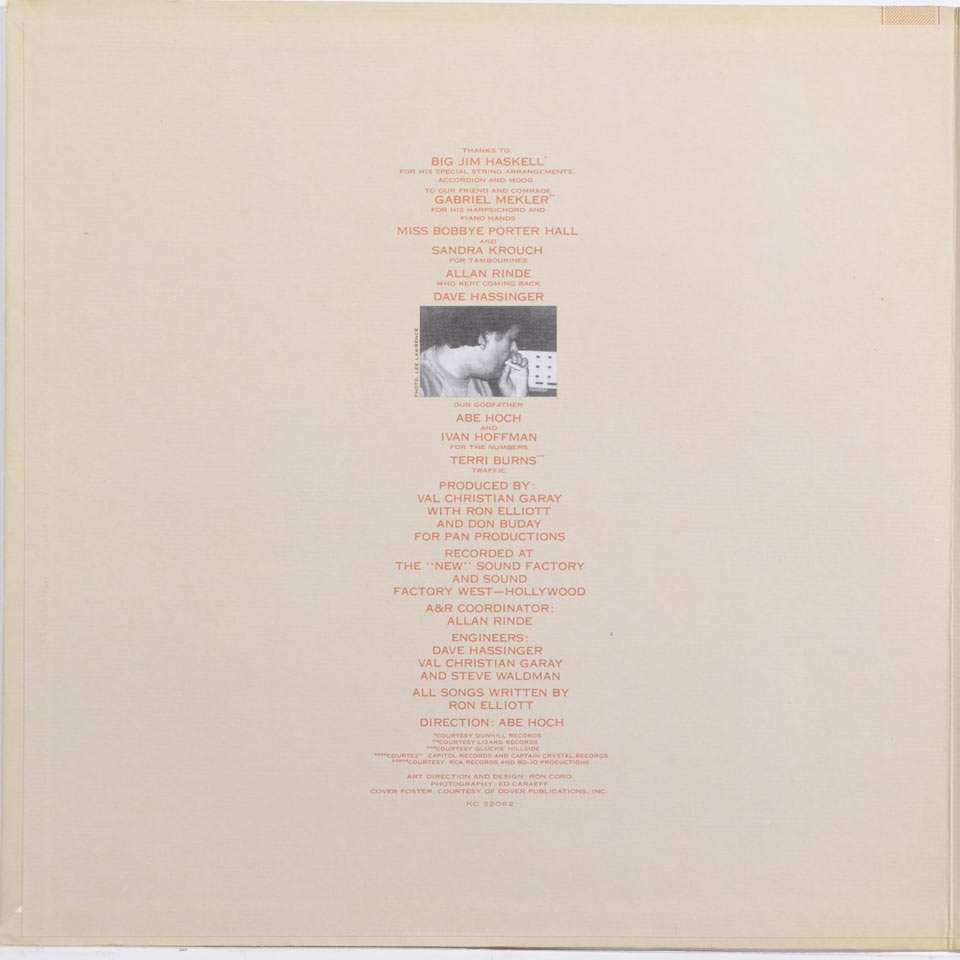 THANKS TO:
BIG JIM HASKELL*
FOR HIS SPECIAL STRING ARRANGEMENTS,
ACCORDION AND MOOG
TO OUR FRIEND AND COMRADE
GABRIEL MEKLER**
FOR HIS HARPSICHORD AND
PIANO HANDS
MISS BOBBYE PORTER HALL
AND
SANDRA KROUCH
FOR TAMBOURINES
ALLAN RINDE
WHO KEPT COMING BACK
DAVE HASSINGER
PHOTO: LEE LAWRENCE
OUR GODFATHER
ABE HOCH
AND
IVAN HOFFMAN
FOR THE NUMBERS
TERRI BURNS***
TRAFFIC
PRODUCED BY:
VAL CHRISTIAN GARAY
WITH RON ELLIOTT
AND DON BUDAY
FOR PAN PRODUCTIONS
RECORDED AT
THE "NEW" SOUND FACTORY
AND SOUND
FACTORY WEST—HOLLYWOOD
A&R COORDINATOR:
ALLAN RINDE
ENGINEERS:
DAVE HASSINGER
VAL CHRISTIAN GARAY
AND STEVE WALDMAN
ALL SONGS WRITTEN BY
RON ELLIOTT
DIRECTION: ABE HOCH
*COURTESY DUNHILL RECORDS
**COURTESY LIZARD RECORDS
***COURTESY GLUCKS' HILLSIDE
****COURTESY CAPITOL RECORDS AND CAPTAIN CRYSTAL RECORDS
*****COURTESY RCA RECORDS AND BO-JO PRODUCTIONS
ART DIRECTION AND DESIGN: RON CORO
PHOTOGRAPHY: ED CARAEFF
COVER POSTER: COURTESY OF DOVER PUBLICATIONS, INC.
KC 32062